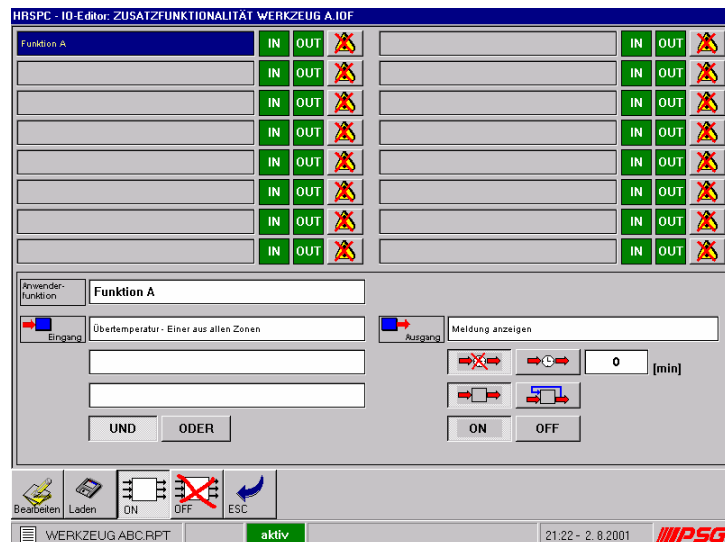 HRSPC - IO-Editor: ZUSATZFUNKTIONALITÄT WERKZEUG A.IOF
Funktion A IN OUT IN OUT
IN OUT IN OUT
IN OUT IN OUT
IN OUT IN OUT
IN OUT IN OUT
IN OUT IN OUT
IN OUT IN OUT
IN OUT IN OUT
Anwender-
funktion
Funktion A
Eingang Übertemperatur - Einer aus allen Zonen
Ausgang Meldung anzeigen
0 [min]
UND ODER
ON OFF
Bearbeiten Laden ON OFF ESC
WERKZEUG ABC.RPT aktiv 21:22 - 2. 8.2001 PSG